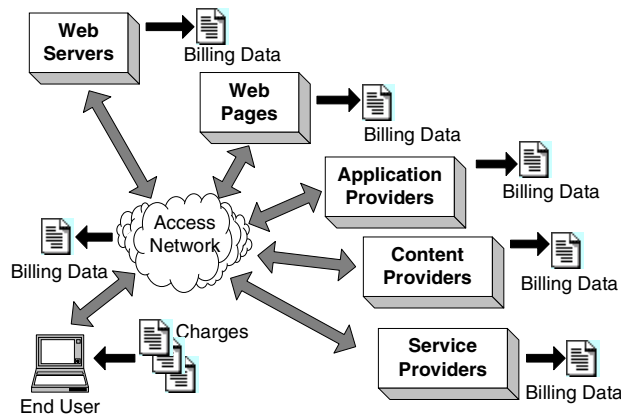 Web
Servers
Billing Data
Web
Pages
Billing Data
Application
Providers
Billing Data
Access
Network
Billing Data
Content
Providers
Billing Data
Charges
Service
Providers
Billing Data
End User